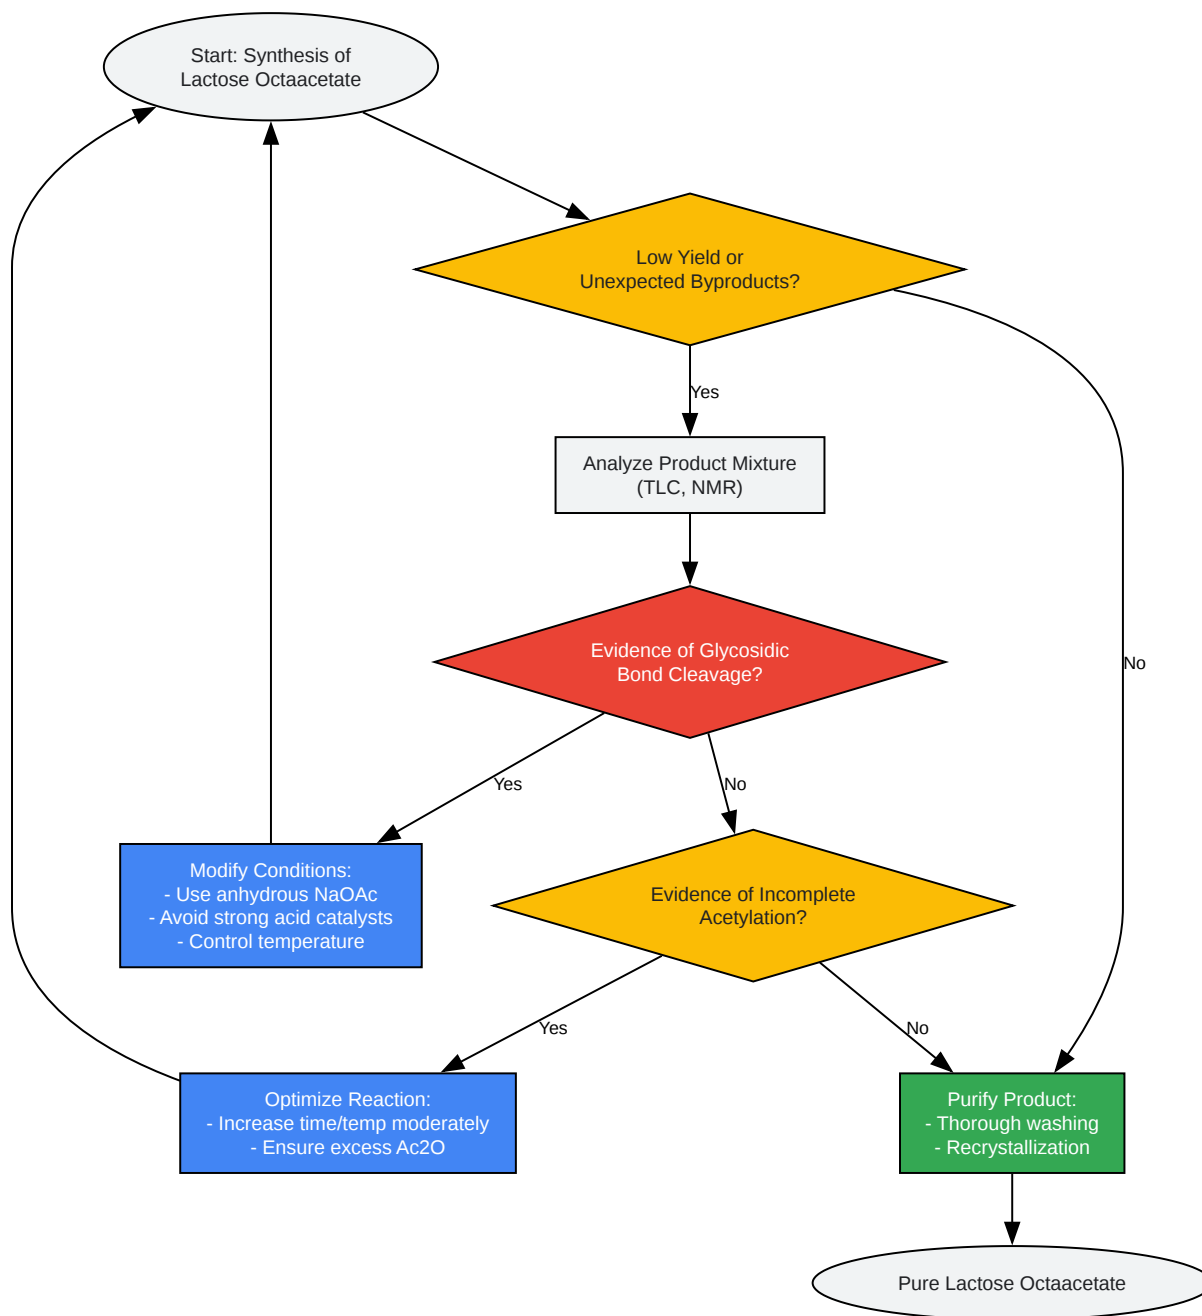 Start: Synthesis of
Lactose Octaacetate
Low Yield or
Unexpected Byproducts?
Yes
Analyze Product Mixture
(TLC, NMR)
No
Evidence of Glycosidic
Bond Cleavage?
Yes
No
Modify Conditions:
- Use anhydrous NaOAc
- Avoid strong acid catalysts
- Control temperature
Evidence of Incomplete
Acetylation?
Yes
No
Optimize Reaction:
- Increase time/temp moderately
- Ensure excess Ac2O
Purify Product:
- Thorough washing
- Recrystallization
Pure Lactose Octaacetate